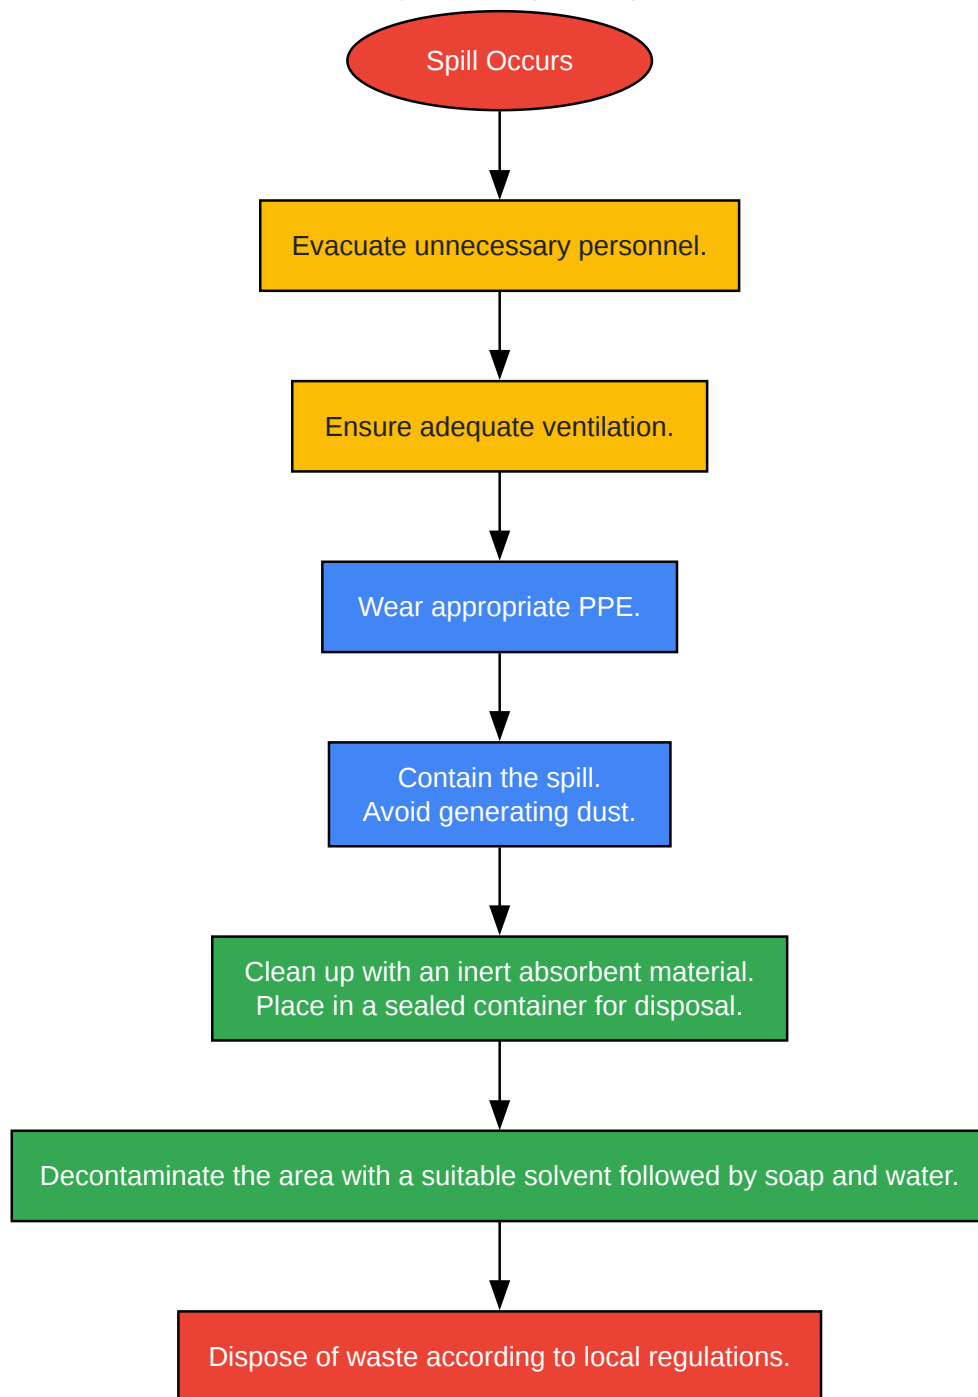 Spill Occurs
Evacuate unnecessary personnel.
Ensure adequate ventilation.
Wear appropriate PPE.
Contain the spill.
Avoid generating dust.
Clean up with an inert absorbent material.
Place in a sealed container for disposal.
Decontaminate the area with a suitable solvent followed by soap and water.
Dispose of waste according to local regulations.